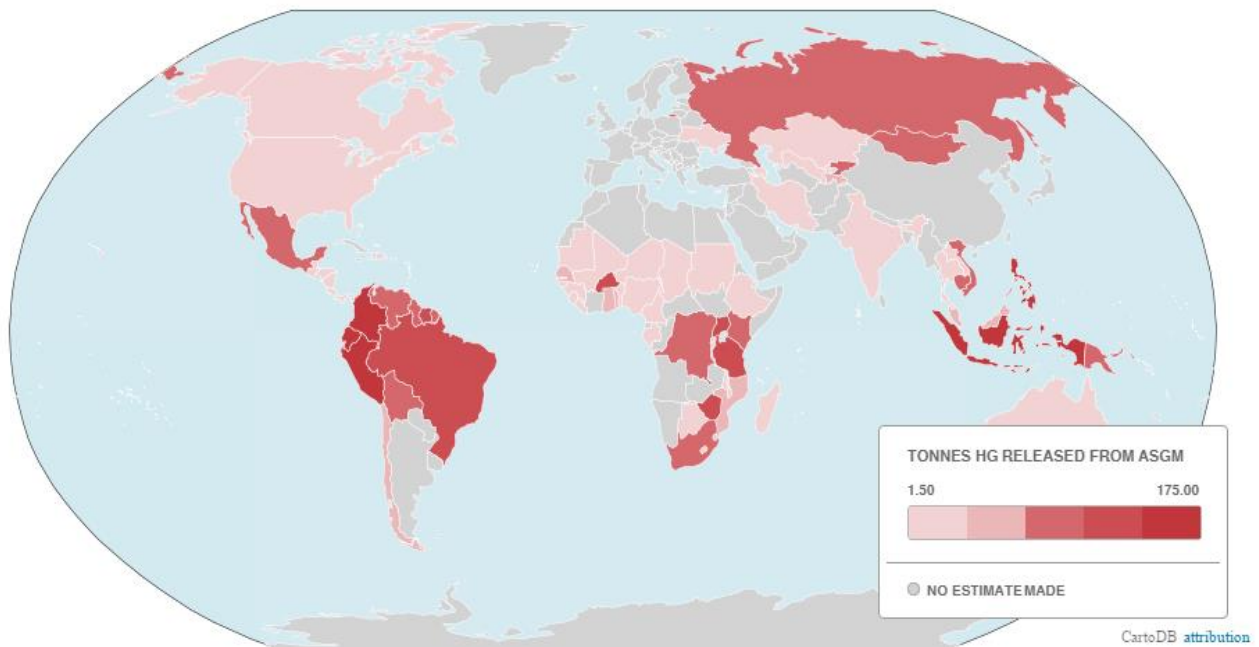 TONNES HG RELEASED FROM ASGM
1.50 175.00
NO ESTIMATE MADE
CartoDB attribution